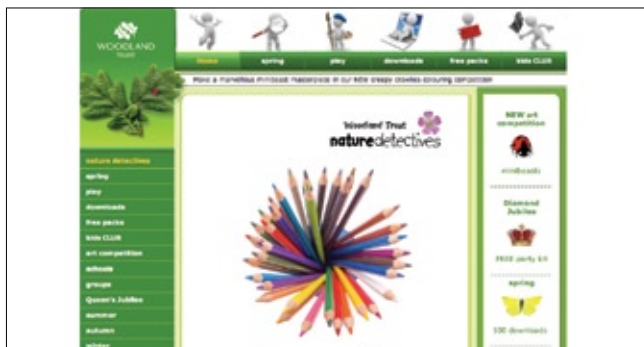 WOODLAND
TRUST
Home
spring
play
downloads
free packs
kids CLUB
Make a marvellous minibeast masterpiece in our little creepy crawlies colouring competition
nature detectives
spring
play
downloads
free packs
kids CLUB
art competition
schools
groups
Queen's Jubilee
summer
autumn
winter
Woodland Trust
naturedetectives
NEW art
competition
minibeasts
Diamond
Jubilee
FREE party kit
spring
100 downloads